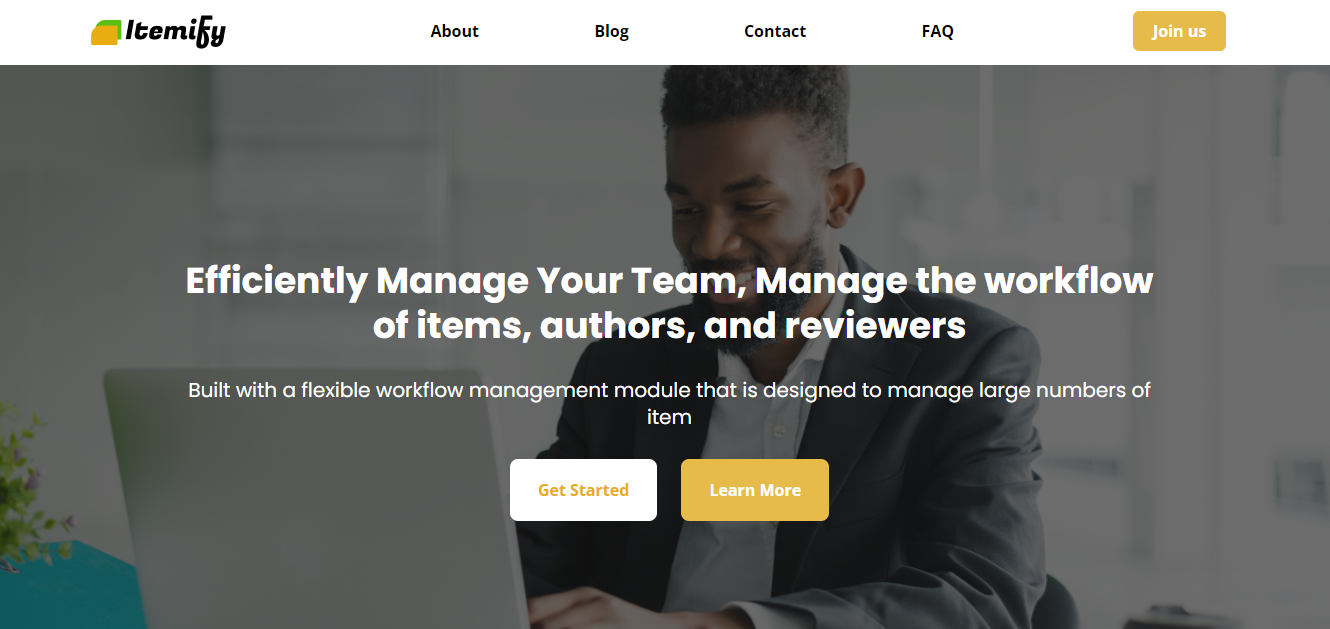 Itemify
About
Blog
Contact
FAQ
Join us
Efficiently Manage Your Team, Manage the workflow
of items, authors, and reviewers
Built with a flexible workflow management module that is designed to manage large numbers of
item
Get Started
Learn More